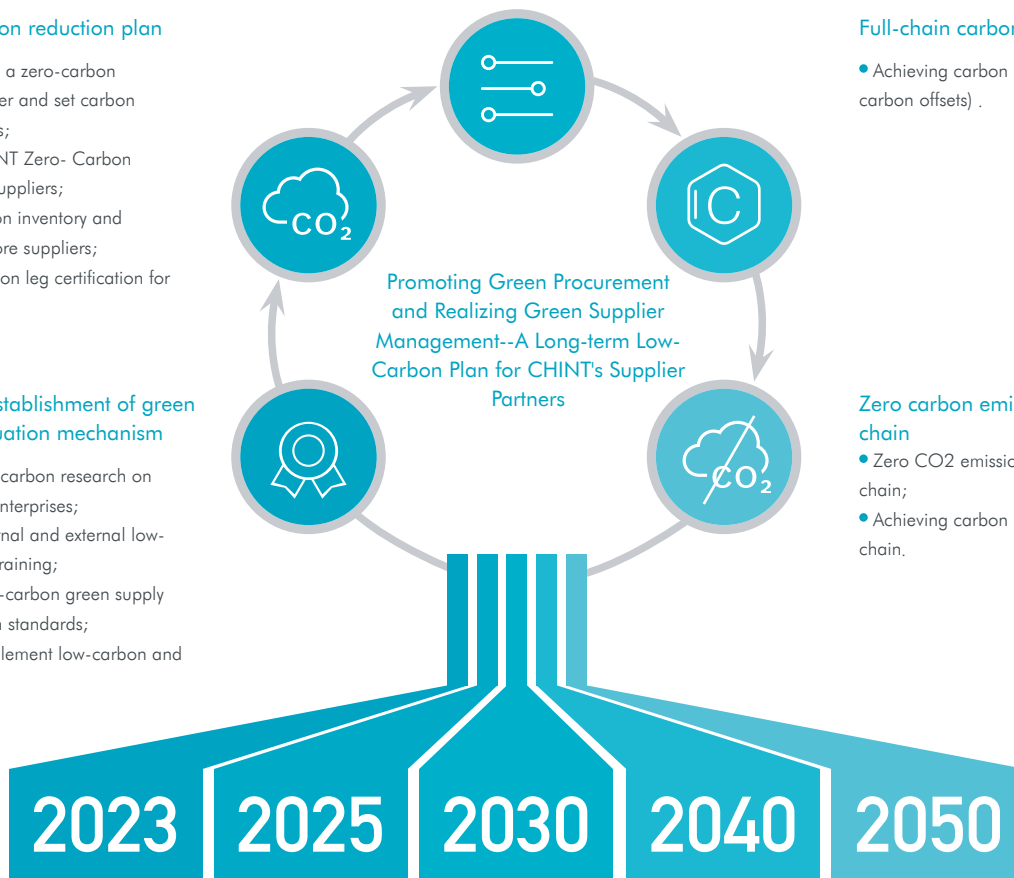 on reduction plan
a zero-carbon
er and set carbon
s;
NT Zero- Carbon
uppliers;
on inventory and
ore suppliers;
on leg certification for
stablishment of green
uation mechanism
carbon research on
nterprises;
nal and external low-
raining;
-carbon green supply
n standards;
lement low-carbon and
CO₂
C
Promoting Green Procurement
and Realizing Green Supplier
Management--A Long-term Low-
Carbon Plan for CHINT's Supplier
Partners
CO₂
Full-chain carbon
• Achieving carbon
carbon offsets) .
Zero carbon emi
chain
• Zero CO2 emissio
chain;
• Achieving carbon
chain.
2023 2025 2030 2040 2050